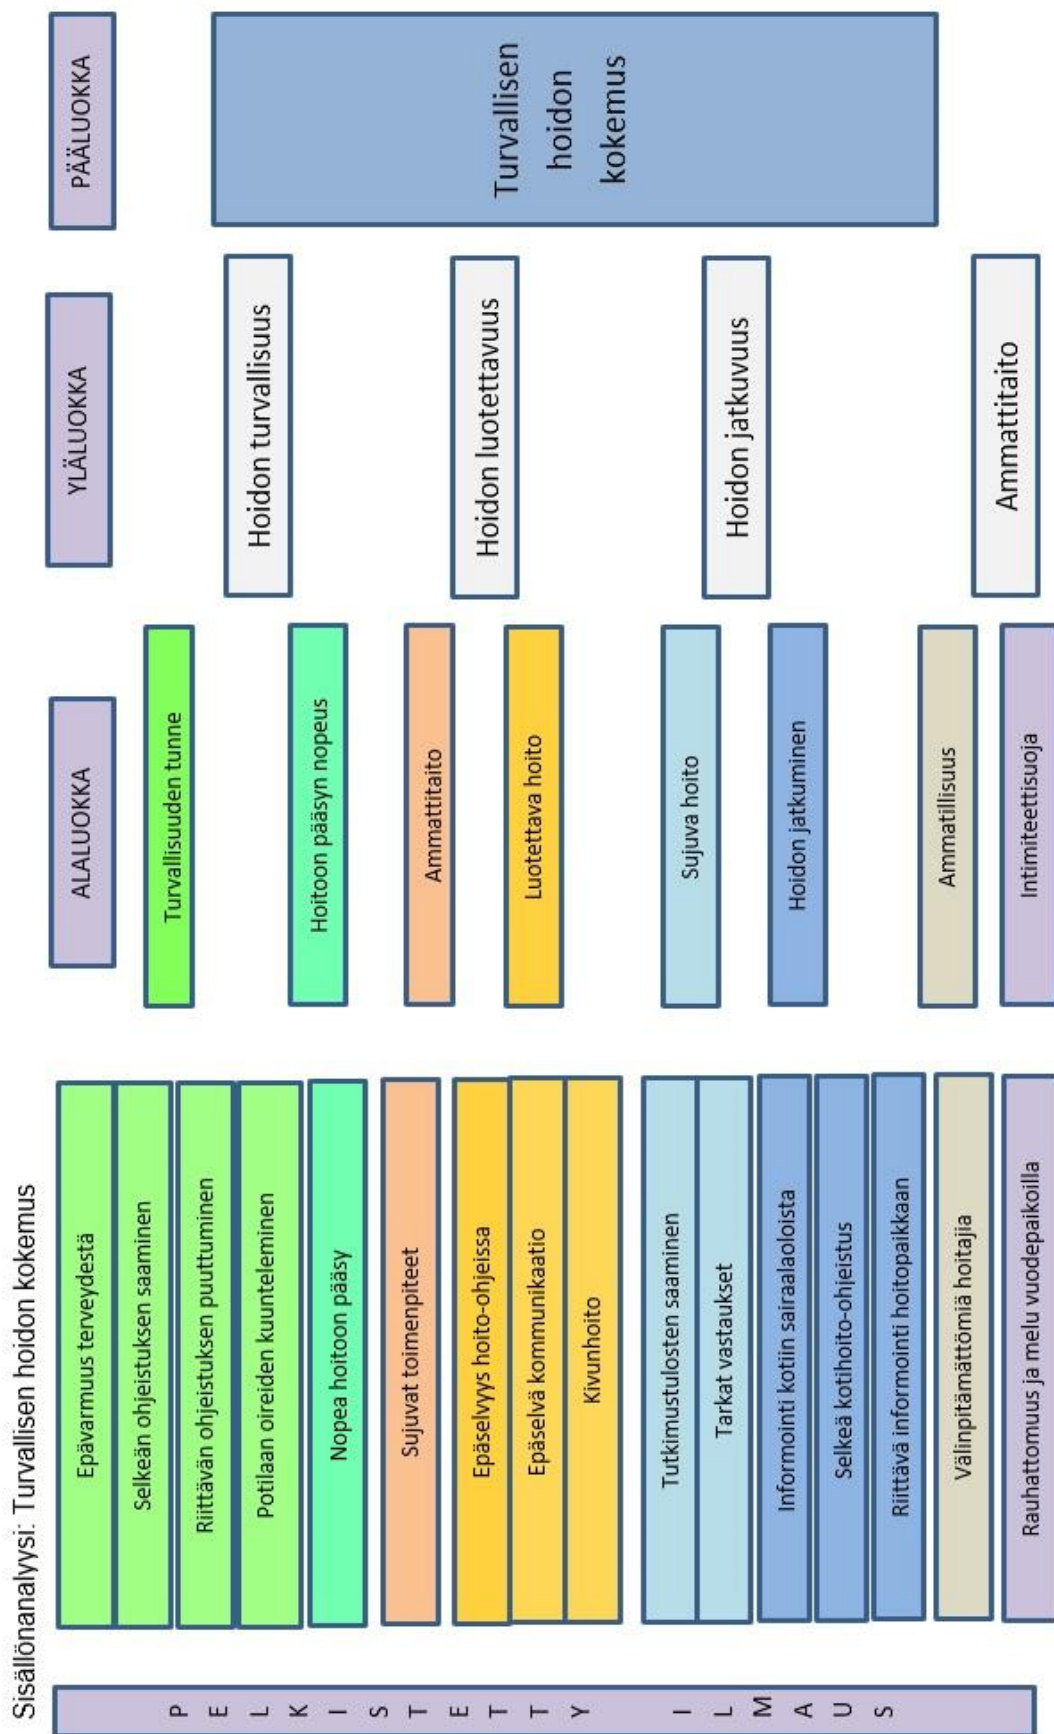 Sisällönanalyysi: Turvallisen hoidon kokemus
PELKISTETTY ILMAUS
ALALUOKKA
YLÄLUOKKA
PÄÄLUOKKA
Epävarmuus terveydestä
Selkeän ohjeistuksen saaminen
Riittävän ohjeistuksen puuttuminen
Potilaan oireiden kuunteleminen
Nopea hoitoon pääsy
Sujuvat toimenpiteet
Epäselvyys hoito-ohjeissa
Epäselvä kommunikaatio
Kivunhoito
Tutkimustulosten saaminen
Tarkat vastaukset
Informointi kotiin sairaalaoloista
Selkeä kotihoito-ohjeistus
Riittävä informointi hoitopaikkaan
Välinpitämättömiä hoitajia
Rauhattomuus ja melu vuodepaikoilla
Turvallisuuden tunne
Hoitoon pääsyn nopeus
Ammattitaito
Luotettava hoito
Sujuva hoito
Hoidon jatkuminen
Ammatillisuus
Intimiteettisuoja
Hoidon turvallisuus
Hoidon luotettavuus
Hoidon jatkuvuus
Ammattitaito
Turvallisen
hoidon
kokemus